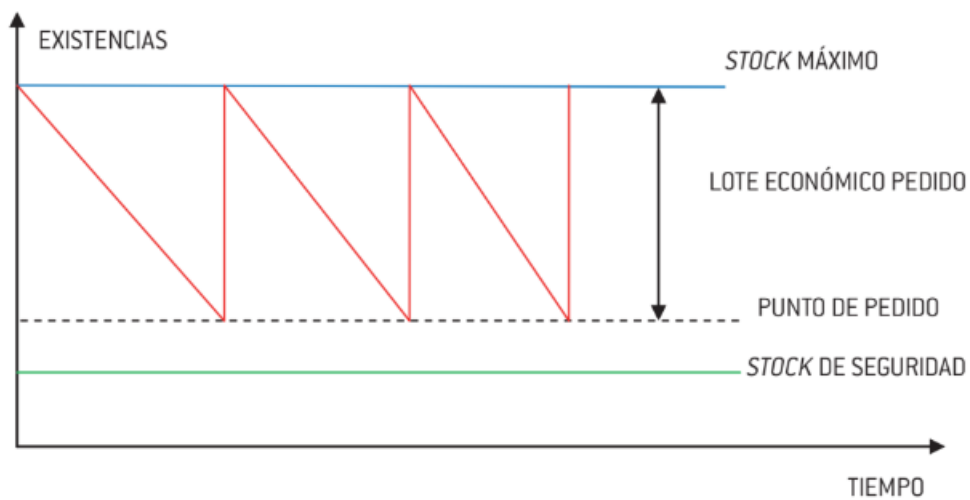 EXISTENCIAS
STOCK MÁXIMO
LOTE ECONÓMICO PEDIDO
PUNTO DE PEDIDO
STOCK DE SEGURIDAD
TIEMPO